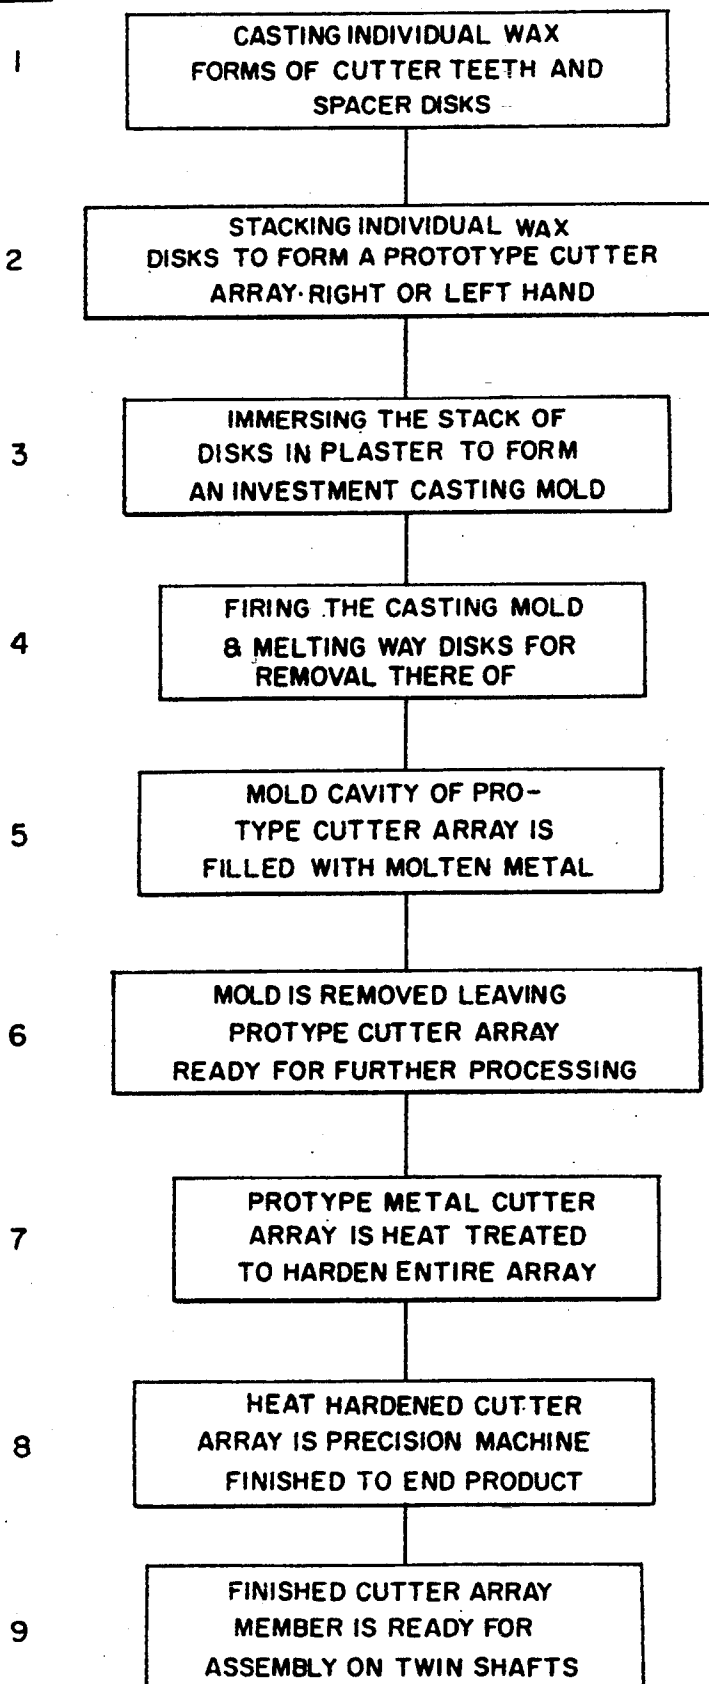 1
CASTING INDIVIDUAL WAX
FORMS OF CUTTER TEETH AND
SPACER DISKS
2
STACKING INDIVIDUAL WAX
DISKS TO FORM A PROTOTYPE CUTTER
ARRAY·RIGHT OR LEFT HAND
3
IMMERSING THE STACK OF
DISKS IN PLASTER TO FORM
AN INVESTMENT CASTING MOLD
4
FIRING THE CASTING MOLD
& MELTING WAY DISKS FOR
REMOVAL THERE OF
5
MOLD CAVITY OF PRO-
TYPE CUTTER ARRAY IS
FILLED WITH MOLTEN METAL
6
MOLD IS REMOVED LEAVING
PROTYPE CUTTER ARRAY
READY FOR FURTHER PROCESSING
7
PROTYPE METAL CUTTER
ARRAY IS HEAT TREATED
TO HARDEN ENTIRE ARRAY
8
HEAT HARDENED CUTTER
ARRAY IS PRECISION MACHINE
FINISHED TO END PRODUCT
9
FINISHED CUTTER ARRAY
MEMBER IS READY FOR
ASSEMBLY ON TWIN SHAFTS